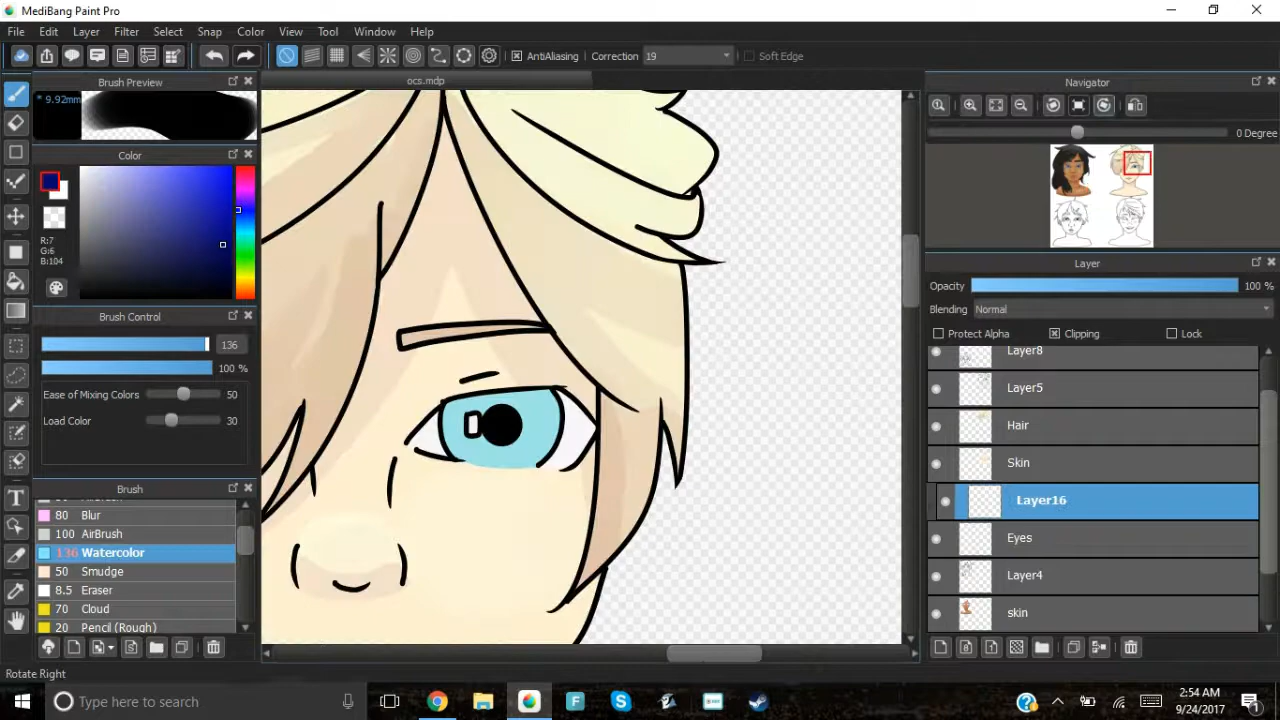 MediBang Paint Pro
File Edit Layer Filter Select Snap Color View Tool Window Help
AntiAliasing Correction 19 Soft Edge
Brush Preview
ocs.mdp
Navigator
* 9.92mm
0 Degree
Color
R:7
G:6
B:104
Layer
Opacity 100 %
Blending Normal
Protect Alpha Clipping Lock
Brush Control
136
100 %
Ease of Mixing Colors 50
Load Color 30
Layer8
Layer5
Hair
Skin
Layer16
Eyes
Layer4
skin
Brush
80 Blur
100 AirBrush
136 Watercolor
50 Smudge
8.5 Eraser
70 Cloud
20 Pencil (Rough)
Rotate Right
Type here to search
2:54 AM
9/24/2017